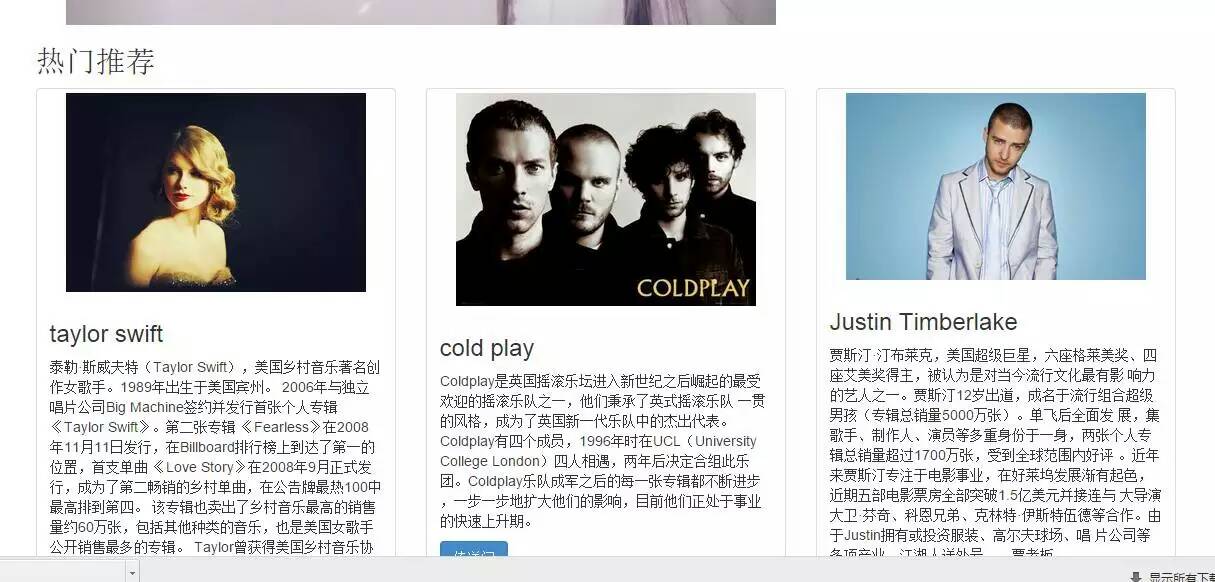 热门推荐
COLDPLAY
taylor swift
泰勒·斯威夫特（Taylor Swift），美国乡村音乐著名创
作女歌手。1989年出生于美国宾州。 2006年与独立
唱片公司Big Machine签约并发行首张个人专辑
《Taylor Swift》。第二张专辑《Fearless》在2008
年11月11日发行，在Billboard排行榜上到达了第一的
位置，首支单曲《Love Story》在2008年9月正式发
行，成为了第二畅销的乡村单曲，在公告牌最热100中
最高排到第四。 该专辑也卖出了乡村音乐最高的销售
量约60万张，包括其他种类的音乐，也是美国女歌手
公开销售最多的专辑。 Taylor曾获得美国乡村音乐协
cold play
Coldplay是英国摇滚乐坛进入新世纪之后崛起的最受
欢迎的摇滚乐队之一，他们秉承了英式摇滚乐队 一贯
的风格，成为了英国新一代乐队中的杰出代表。
Coldplay有四个成员，1996年时在UCL（University
College London）四人相遇，两年后决定合组此乐
团。Coldplay乐队成军之后的每一张专辑都不断进步
，一步一步地扩大他们的影响，目前他们正处于事业
的快速上升期。
传送门
Justin Timberlake
贾斯汀·汀布莱克，美国超级巨星，六座格莱美奖、四
座艾美奖得主，被认为是对当今流行文化最有影 响力
的艺人之一。贾斯汀12岁出道，成名于流行组合超级
男孩（专辑总销量5000万张）。单飞后全面发 展，集
歌手、制作人、演员等多重身份于一身，两张个人专
辑总销量超过1700万张，受到全球范围内好评 。近年
来贾斯汀专注于电影事业，在好莱坞发展渐有起色，
近期五部电影票房全部突破1.5亿美元并接连与 大导演
大卫·芬奇、科恩兄弟、克林特·伊斯特伍德等合作。由
于Justin拥有或投资服装、高尔夫球场、唱 片公司等
各项产业，江湖人送外号——贾老板
显示所有下载